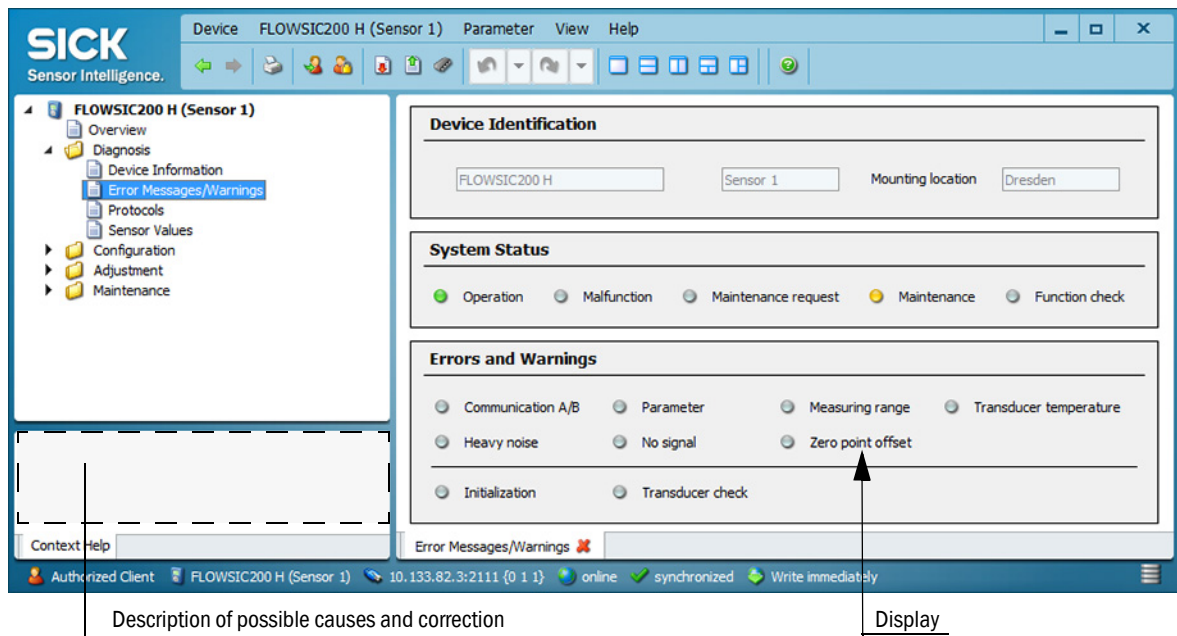 SICK
Sensor Intelligence.
Device FLOWSIC200 H (Sensor 1) Parameter View Help
FLOWSIC200 H (Sensor 1)
Overview
Diagnosis
Device Information
Error Messages/Warnings
Protocols
Sensor Values
Configuration
Adjustment
Maintenance
Context Help
Device Identification
FLOWSIC200 H Sensor 1 Mounting location Dresden
System Status
Operation Malfunction Maintenance request Maintenance Function check
Errors and Warnings
Communication A/B Parameter Measuring range Transducer temperature
Heavy noise No signal Zero point offset
Initialization Transducer check
Error Messages/Warnings
Authorized Client FLOWSIC200 H (Sensor 1) 10.133.82.3:2111 {0 1 1} online synchronized Write immediately
Description of possible causes and correction
Display